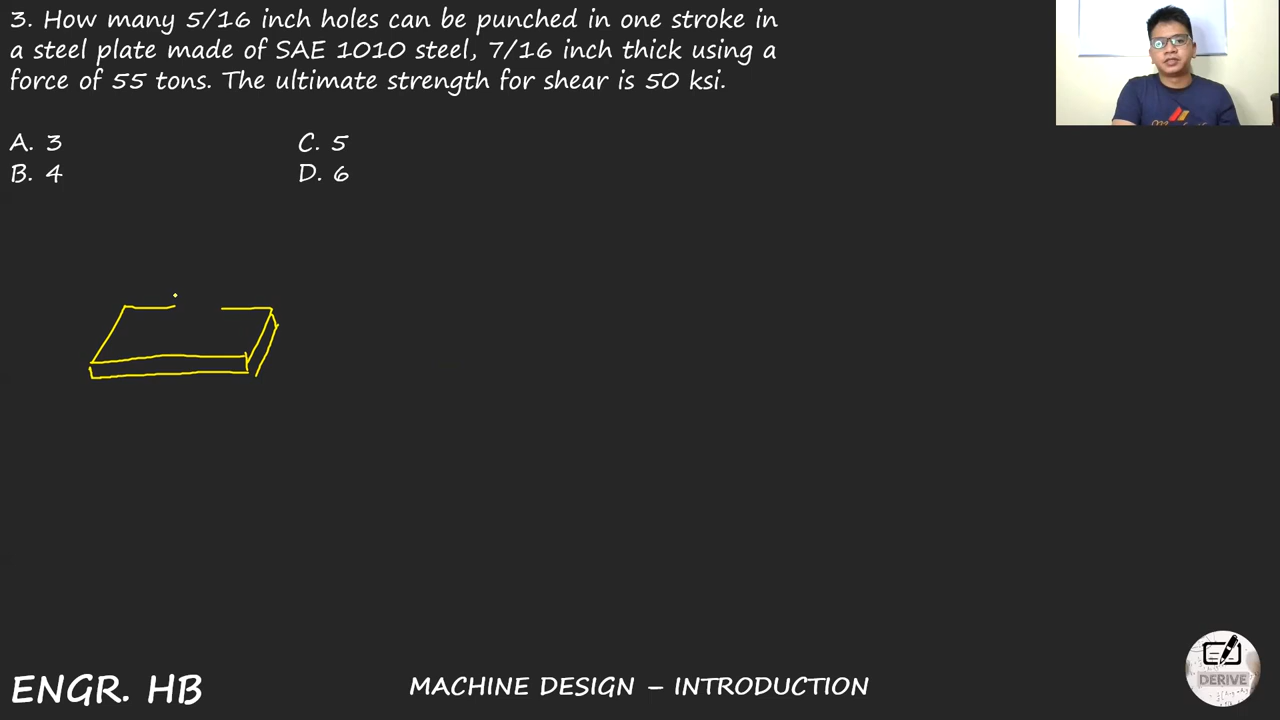 3. How many 5/16 inch holes can be punched in one stroke in
a steel plate made of SAE 1010 steel, 7/16 inch thick using a
force of 55 tons. The ultimate strength for shear is 50 ksi.
A. 3
C. 5
B. 4
D. 6
ENGR. HB
MACHINE DESIGN – INTRODUCTION
DERIVE